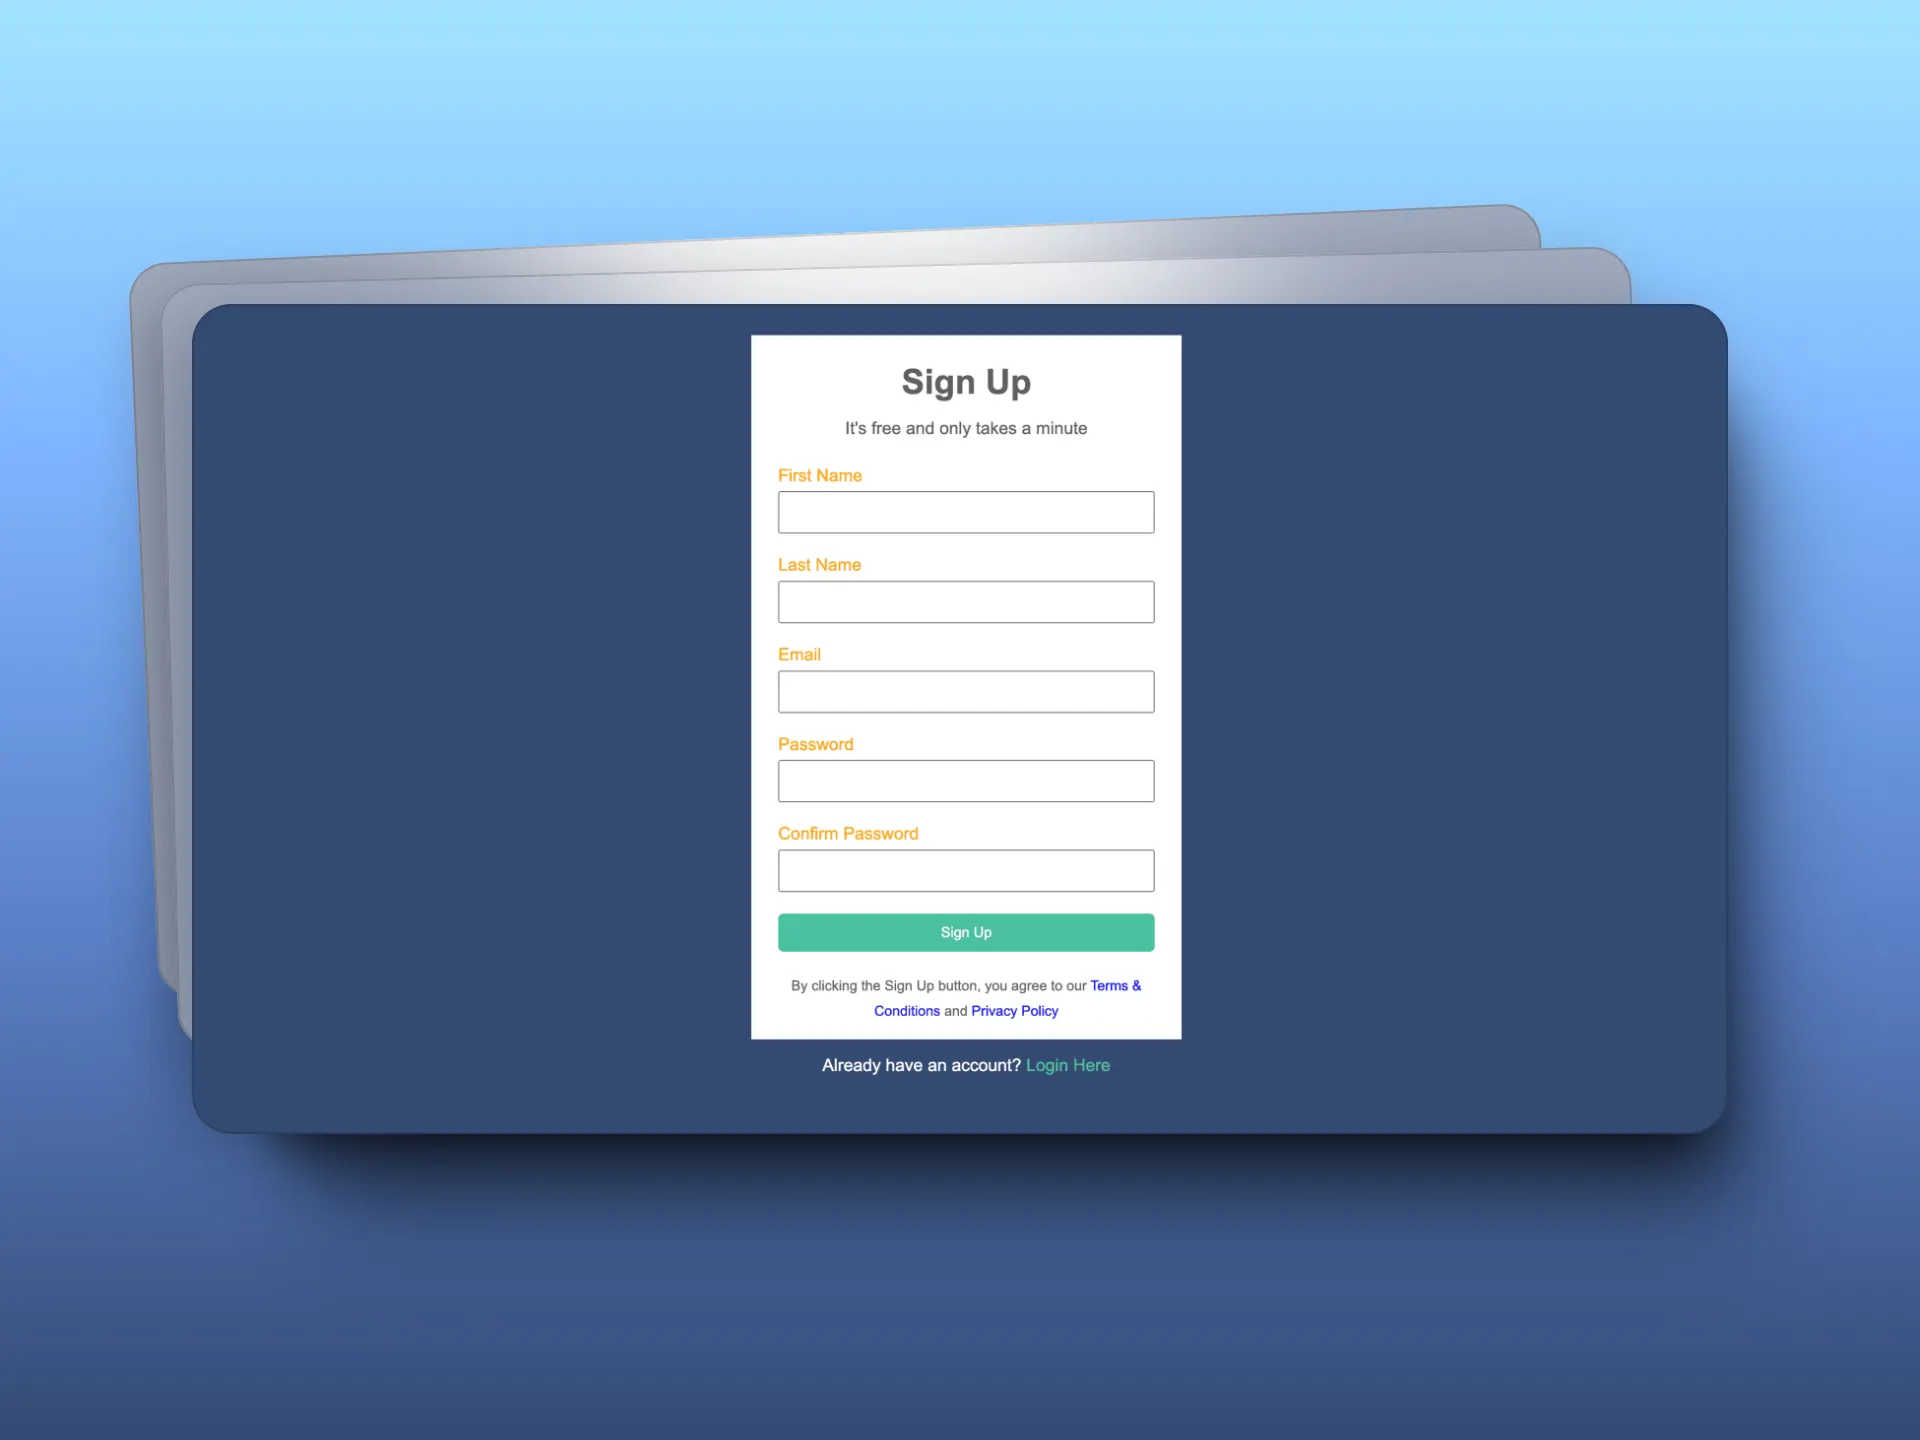 Sign Up
It's free and only takes a minute
First Name
Last Name
Email
Password
Confirm Password
Sign Up
By clicking the Sign Up button, you agree to our Terms &
Conditions and Privacy Policy
Already have an account? Login Here